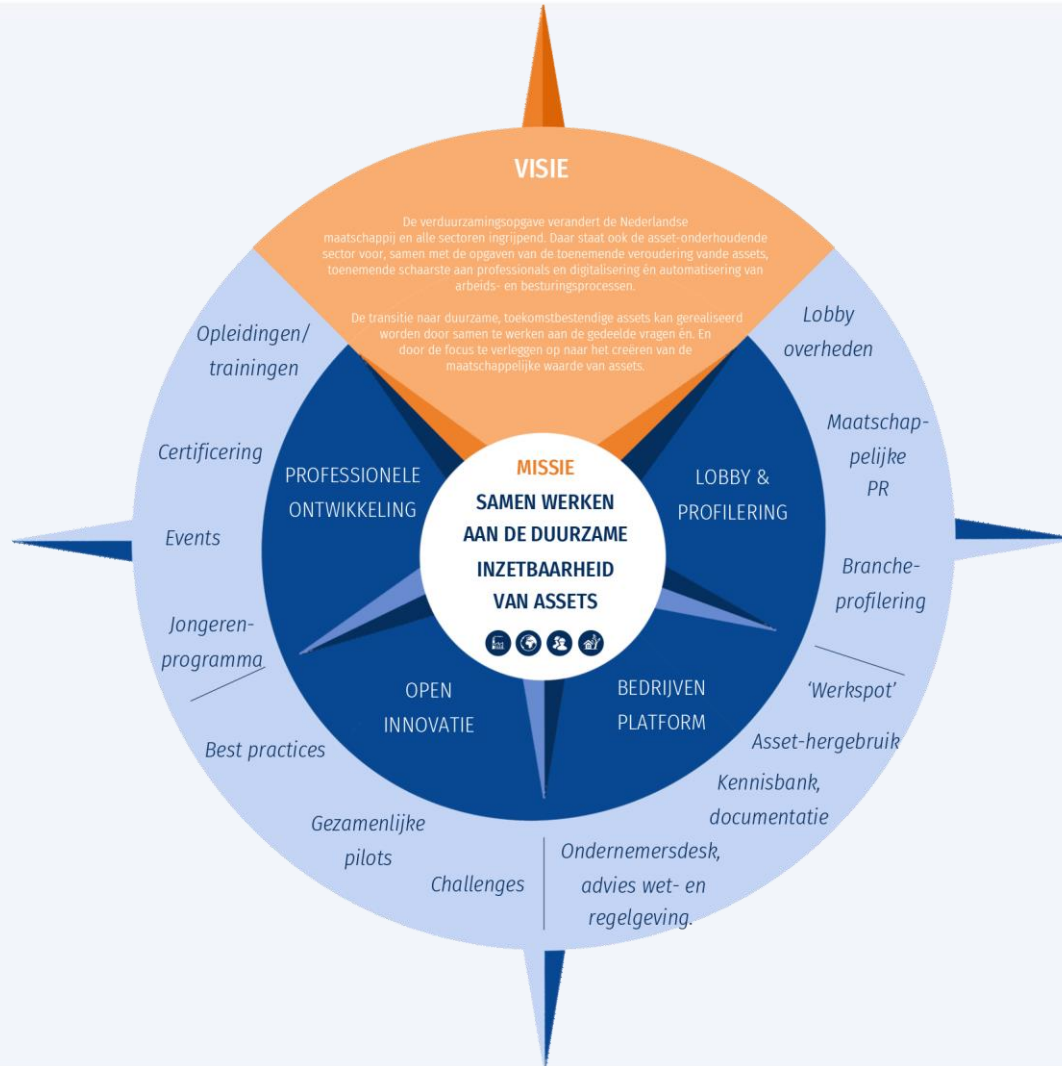 VISIE
De verduurzamingsopgave verandert de Nederlandse
maatschappij en alle sectoren ingrijpend. Daar staat ook de asset-onderhoudende
sector voor, samen met de opgaven van de toenemende veroudering vande assets,
toenemende schaarste aan professionals en digitalisering én automatisering van
arbeids- en besturingsprocessen.
De transitie naar duurzame, toekomstbestendige assets kan gerealiseerd
worden door samen te werken aan de gedeelde vragen én. En
door de focus te verleggen op naar het creëren van de
maatschappelijke waarde van assets.
Opleidingen/
trainingen
Certificering
Events
Jongeren-
programma
Best practices
Gezamenlijke
pilots
Challenges
Lobby
overheden
Maatschap-
pelijke
PR
Branche-
profilering
‘Werkspot’
Asset-hergebruik
Kennisbank,
documentatie
Ondernemersdesk,
advies wet- en
regelgeving.
PROFESSIONELE
ONTWIKKELING
LOBBY &
PROFILERING
OPEN
INNOVATIE
BEDRIJVEN
PLATFORM
MISSIE
SAMEN WERKEN
AAN DE DUURZAME
INZETBAARHEID
VAN ASSETS